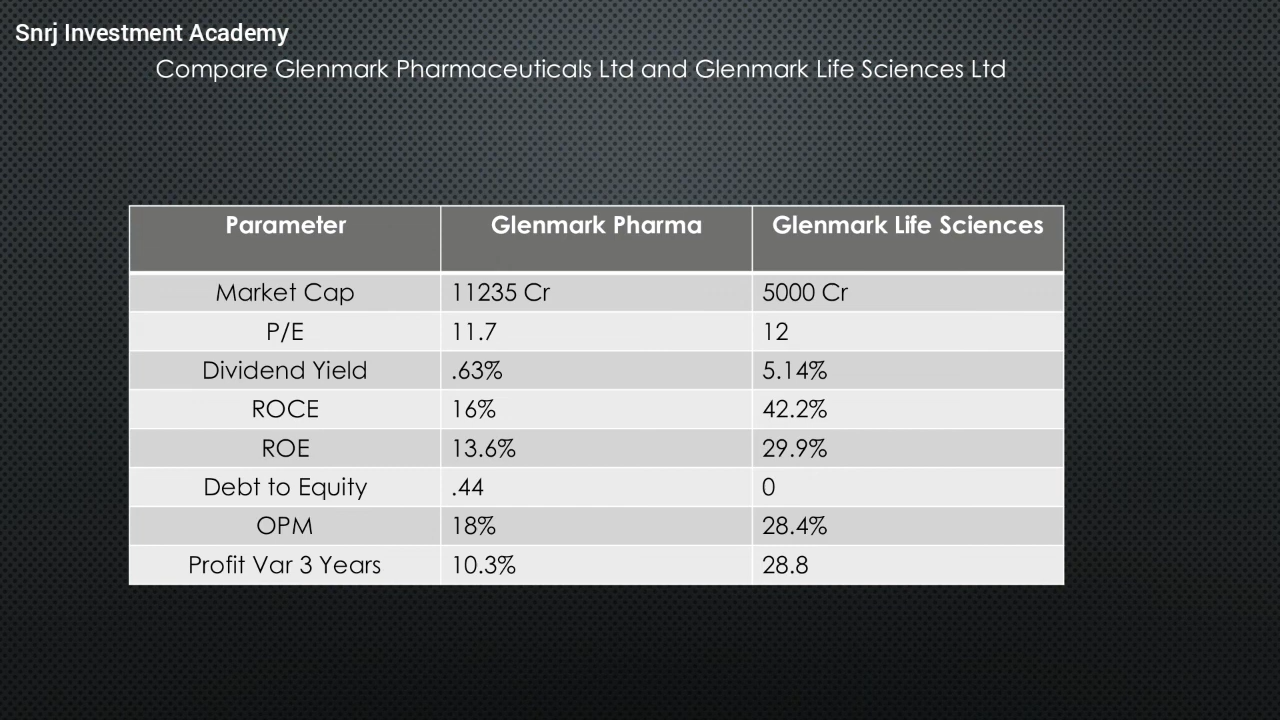 Snrj Investment Academy
Compare Glenmark Pharmaceuticals Ltd and Glenmark Life Sciences Ltd
Parameter Glenmark Pharma Glenmark Life Sciences
Market Cap 11235 Cr 5000 Cr
P/E 11.7 12
Dividend Yield .63% 5.14%
ROCE 16% 42.2%
ROE 13.6% 29.9%
Debt to Equity .44 0
OPM 18% 28.4%
Profit Var 3 Years 10.3% 28.8